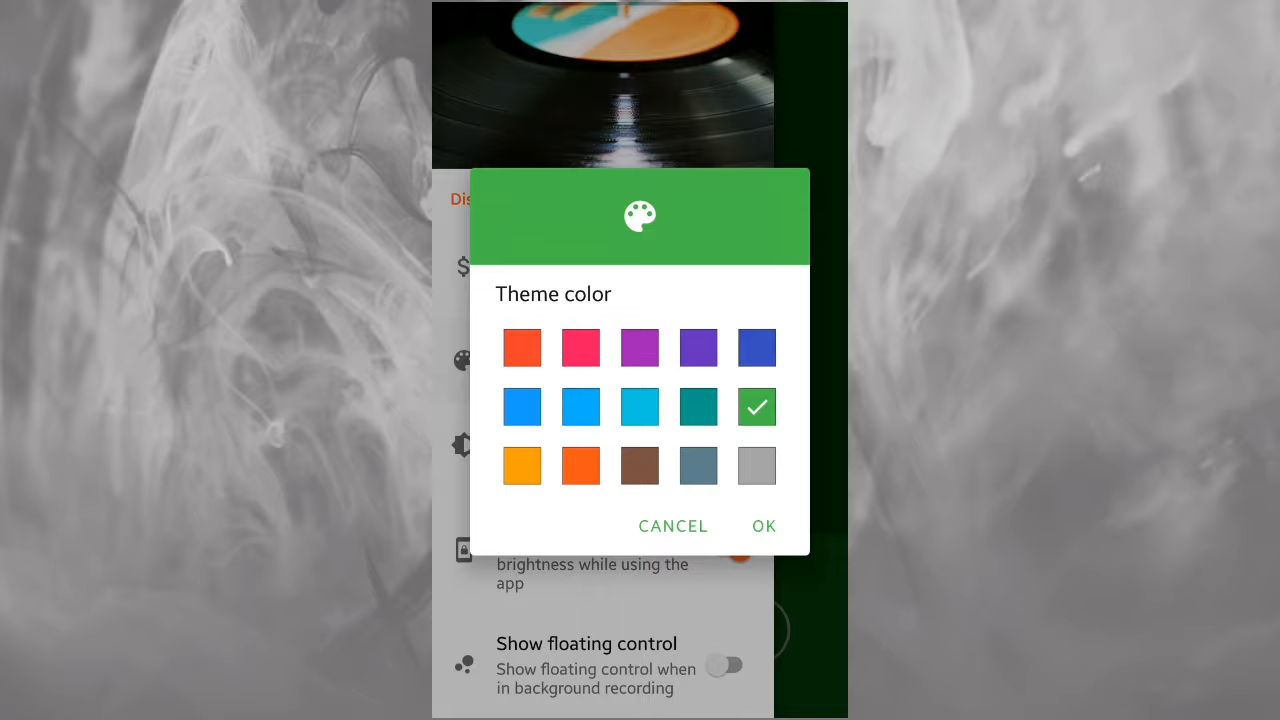 Dis
$
Theme color
CANCEL OK
brightness while using the
app
Show floating control
Show floating control when
in background recording